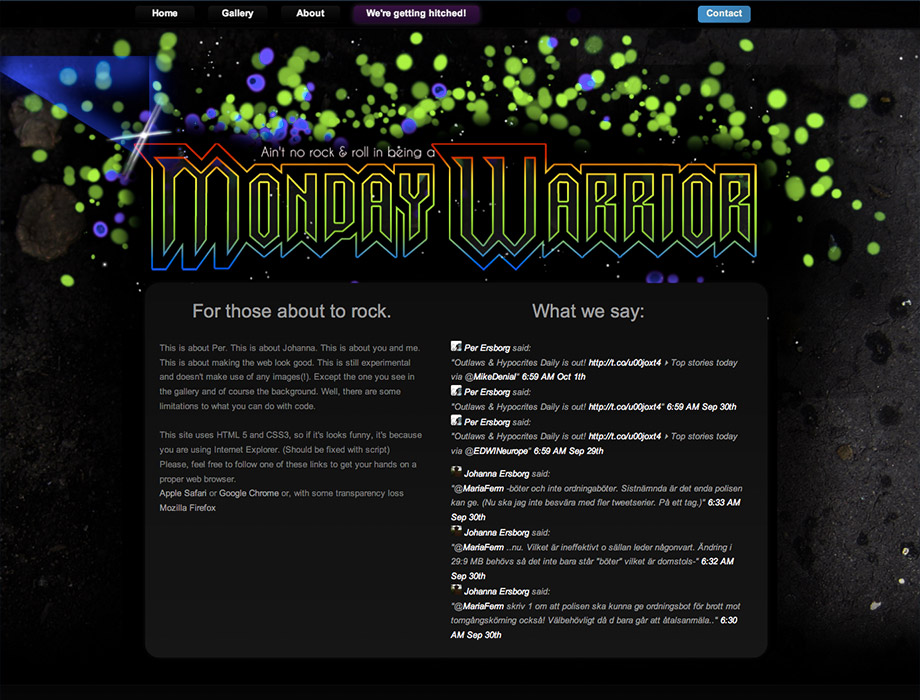 Home Gallery About We're getting hitched! Contact
Ain't no rock & roll in being a
MONDAY WARRIOR
For those about to rock.
This is about Per. This is about Johanna. This is about you and me.
This is about making the web look good. This is still experimental
and doesn't make use of any images(!). Except the one you see in
the gallery and of course the background. Well, there are some
limitations to what you can do with code.
This site uses HTML 5 and CSS3, so if it's looks funny, it's because
you are using Internet Explorer. (Should be fixed with script)
Please, feel free to follow one of these links to get your hands on a
proper web browser.
Apple Safari or Google Chrome or, with some transparency loss
Mozilla Firefox
What we say:
Per Ersborg said:
"Outlaws & Hypocrites Daily is out! http://t.co/u00joxt4 ▸ Top stories today
via @MikeDenial" 6:59 AM Oct 1th
Per Ersborg said:
"Outlaws & Hypocrites Daily is out! http://t.co/u00joxt4" 6:59 AM Sep 30th
Per Ersborg said:
"Outlaws & Hypocrites Daily is out! http://t.co/u00joxt4 ▸ Top stories today
via @EDWINeurope" 6:59 AM Sep 29th
Johanna Ersborg said:
"@MariaFerm -böter och inte ordningaböter. Sistnämnda är det enda polisen
kan ge. (Nu ska jag inte besvära med fler tweetserier. På ett tag.)" 6:33 AM
Sep 30th
Johanna Ersborg said:
"@MariaFerm ..nu. Vilket är ineffektivt o sällan leder någonvart. Ändring i
29:9 MB behövs så det inte bara står "böter" vilket är domstols-" 6:32 AM
Sep 30th
Johanna Ersborg said:
"@MariaFerm skriv 1 om att polisen ska kunna ge ordningsbot för brott mot
tomgångskörning också! Välbehövligt då d bara går att åtalsanmäla.." 6:30
AM Sep 30th